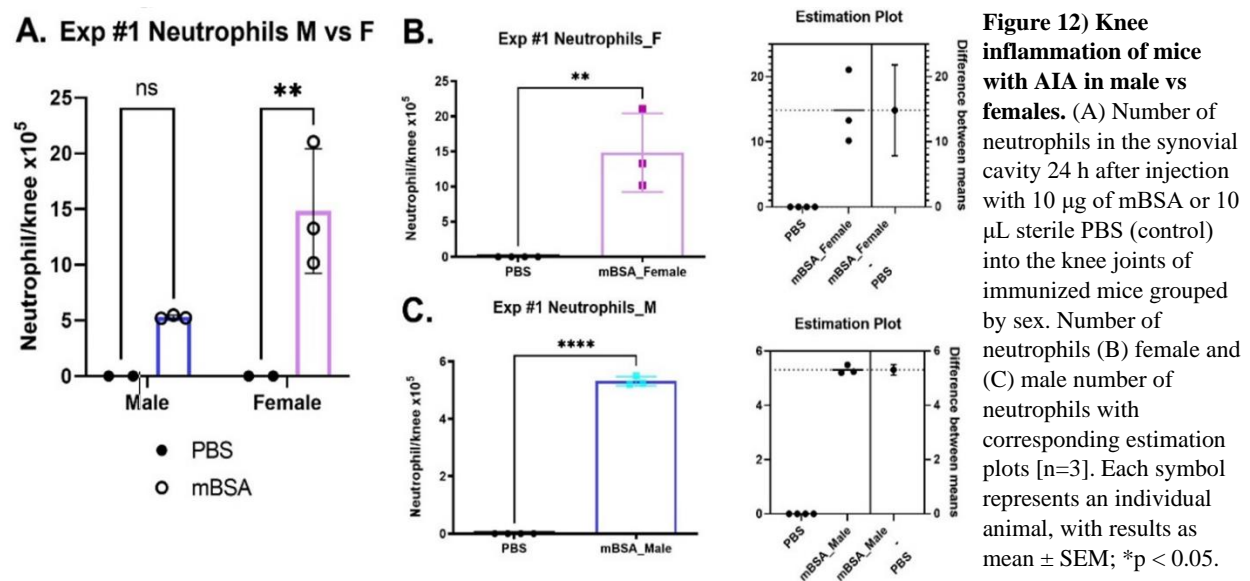 A. Exp #1 Neutrophils M vs F
Neutrophil/knee x10⁵
25
20
15
10
5
0
ns
**
Male
Female
PBS
mBSA
B.
Exp #1 Neutrophils_F
Neutrophil/knee x10⁵
25
20
15
10
5
0
**
PBS
mBSA_Female
Estimation Plot
20
10
0
20
10
0
Difference between means
PBS
mBSA_Female
mBSA_Female
-
PBS
C.
Exp #1 Neutrophils_M
Neutrophil/knee x10⁵
6
4
2
0
****
PBS
mBSA_Male
Estimation Plot
6
4
2
0
6
4
2
0
Difference between means
PBS
mBSA_Male
mBSA_Male
-
PBS
Figure 12) Knee
inflammation of mice
with AIA in male vs
females. (A) Number of
neutrophils in the synovial
cavity 24 h after injection
with 10 μg of mBSA or 10
μL sterile PBS (control)
into the knee joints of
immunized mice grouped
by sex. Number of
neutrophils (B) female and
(C) male number of
neutrophils with
corresponding estimation
plots [n=3]. Each symbol
represents an individual
animal, with results as
mean ± SEM; *p < 0.05.